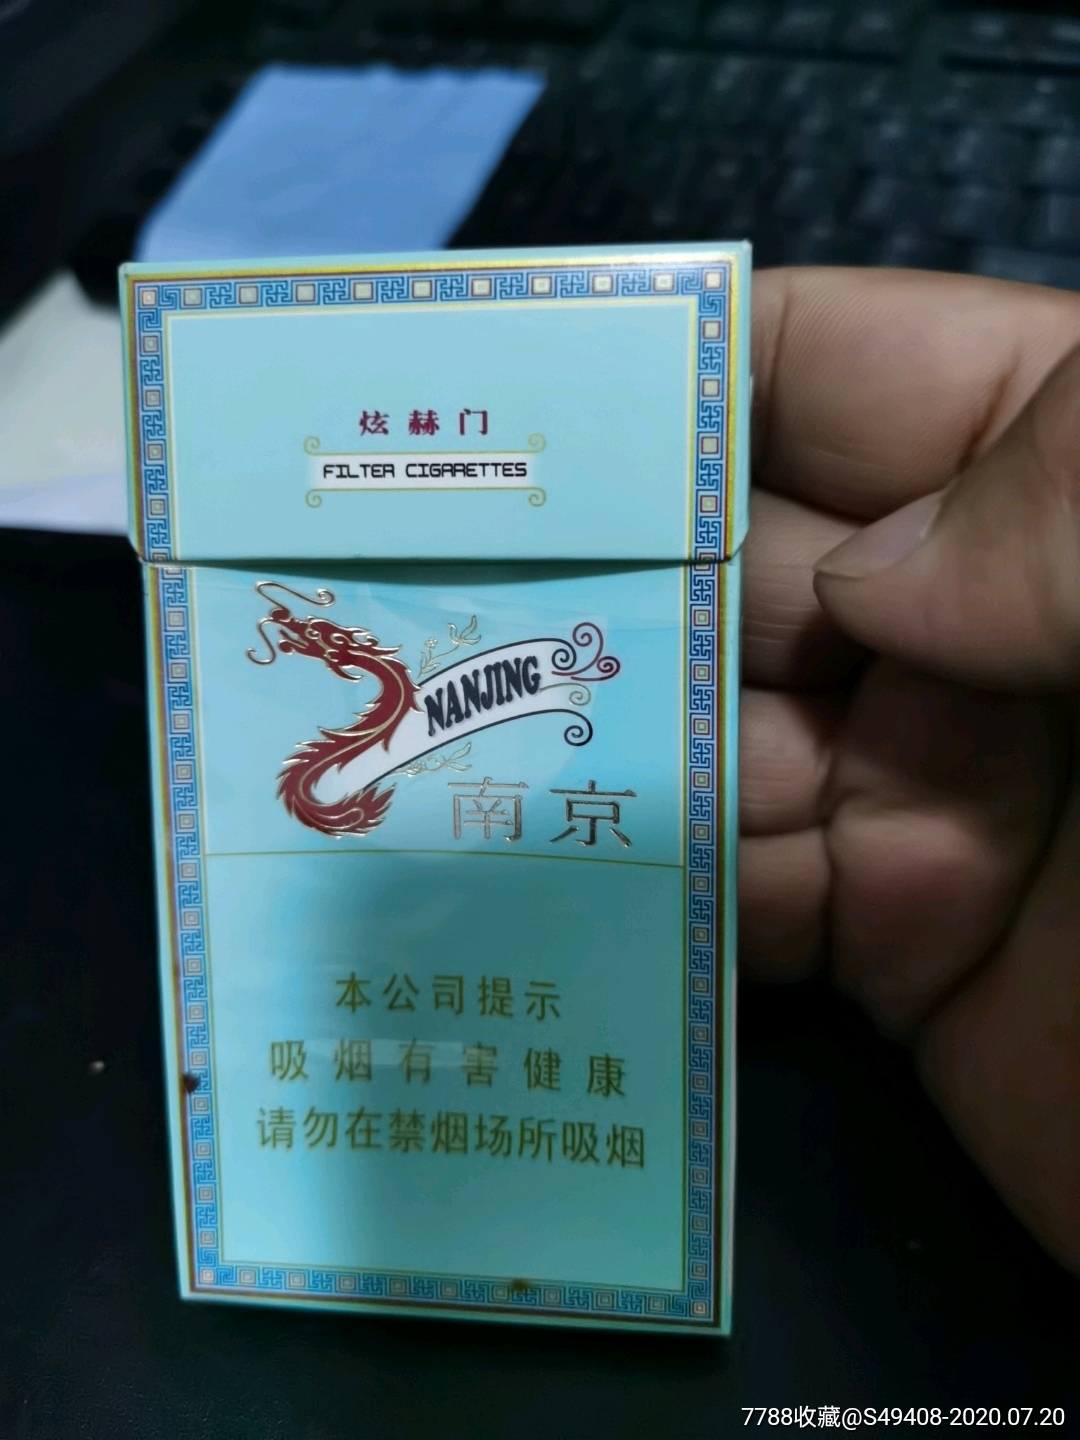 炫赫门
FILTER CIGARETTES
NANJING
南京
本公司提示
吸烟有害健康
请勿在禁烟场所吸烟
7788收藏@S49408-2020.07.20